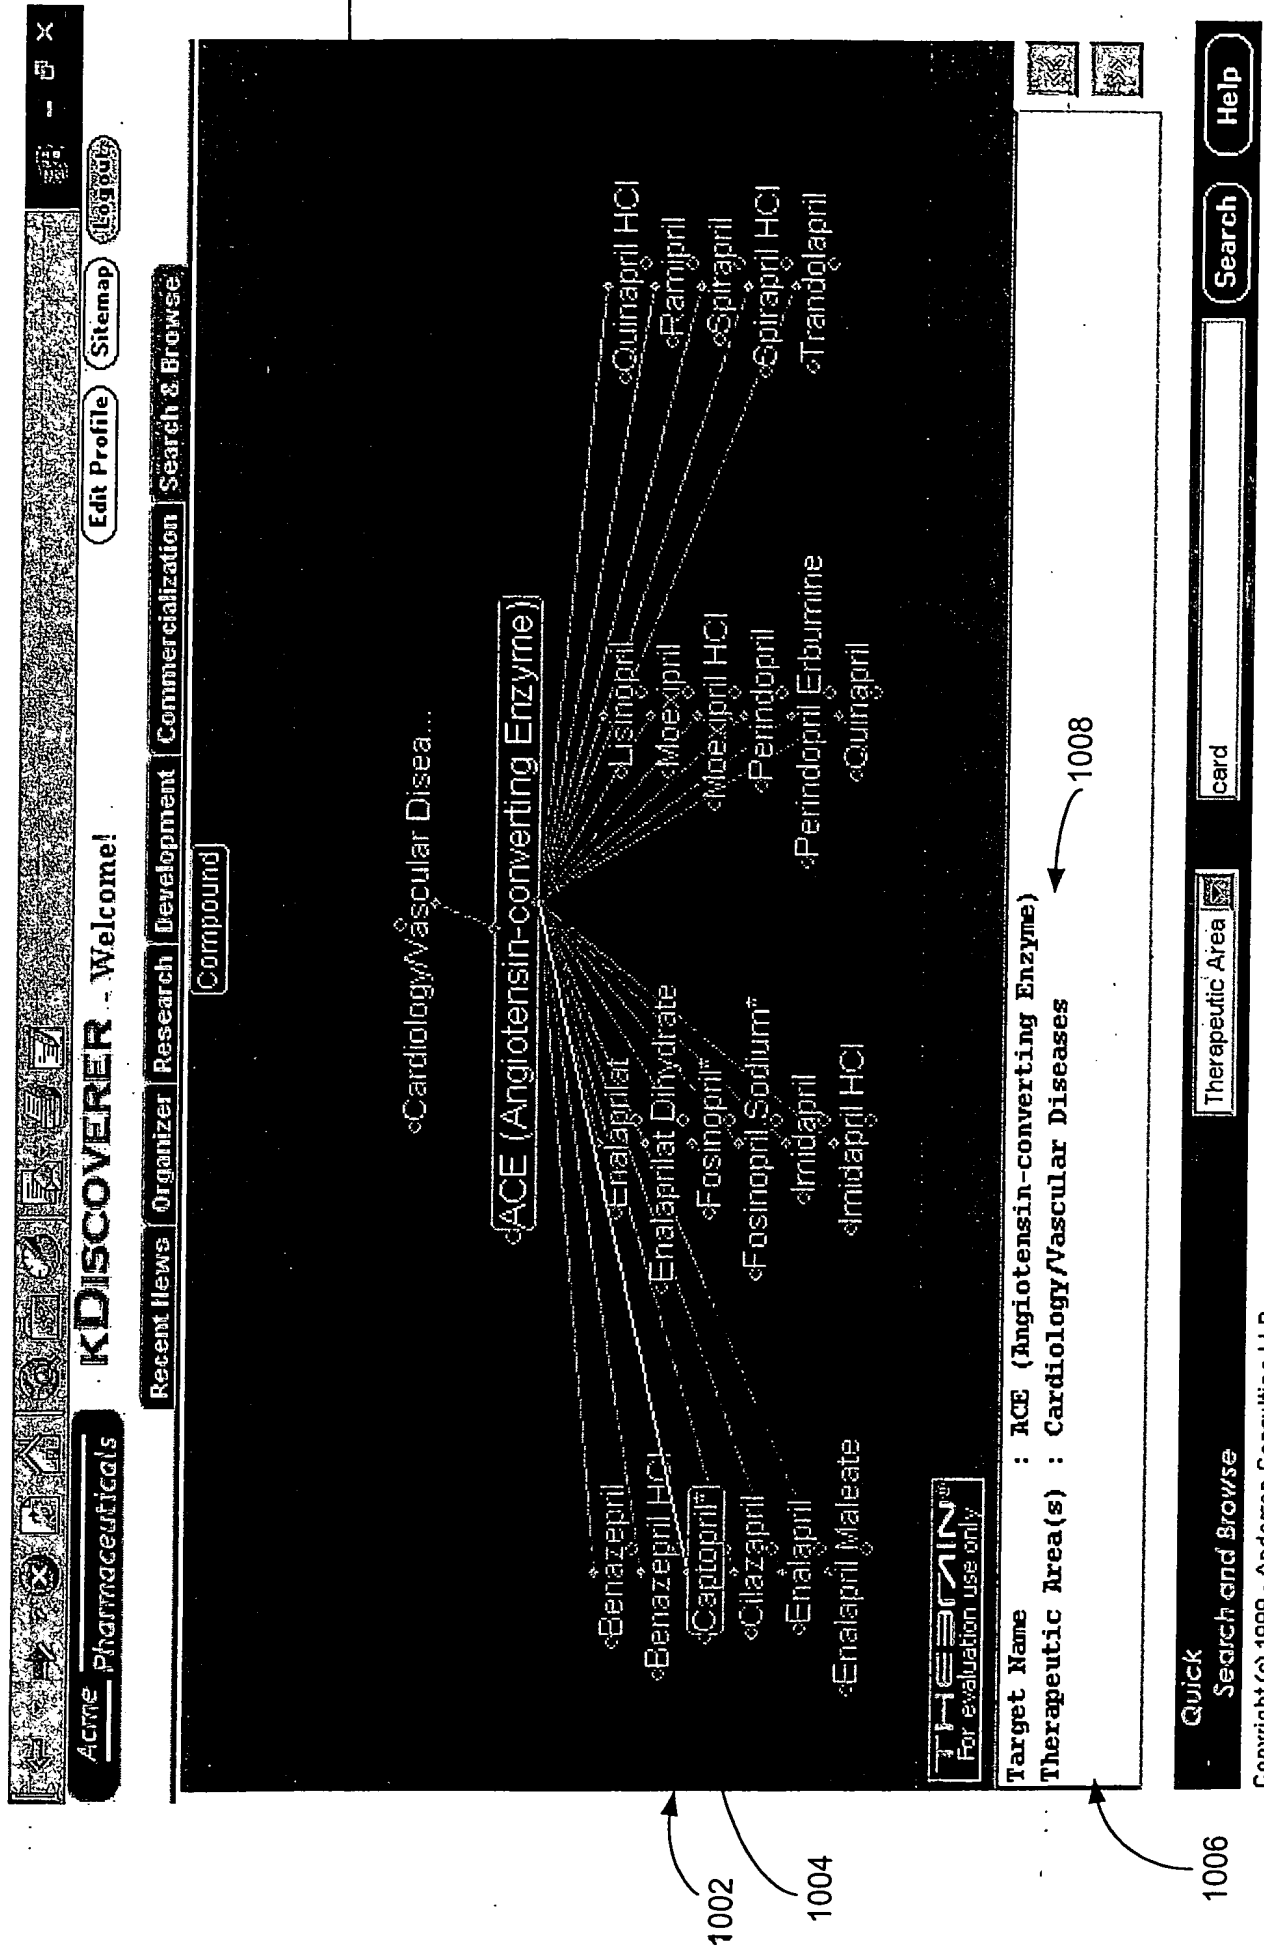 Acme Pharmaceuticals
KDISCOVERER - Welcome!
Edit Profile Sitemap Logout
Recent News Organizer Research Development Commercialization Search & Browse
Compound
Cardiology/Vascular Disea...
ACE (Angiotensin-converting Enzyme)
Benazepril
Benazepril HCl
Captopril*
Cilazapril
Enalapril
Enalapril Maleate
Enalaprilat
Enalaprilat Dihydrate
Fosinopril*
Fosinopril Sodium*
Imidapril
Imidapril HCl
Lisinopril
Moexipril
Moexipril HCl
Perindopril
Perindopril Erbumine
Quinapril
Quinapril HCl
Ramipril
Spirapril
Spirapril HCl
Trandolapril
THEBRAIN®
For evaluation use only
Target Name : ACE (Angiotensin-converting Enzyme)
Therapeutic Area(s) : Cardiology/Vascular Diseases
Quick
Search and Browse
Therapeutic Area
card
Search
Help
1002
1004
1006
1008